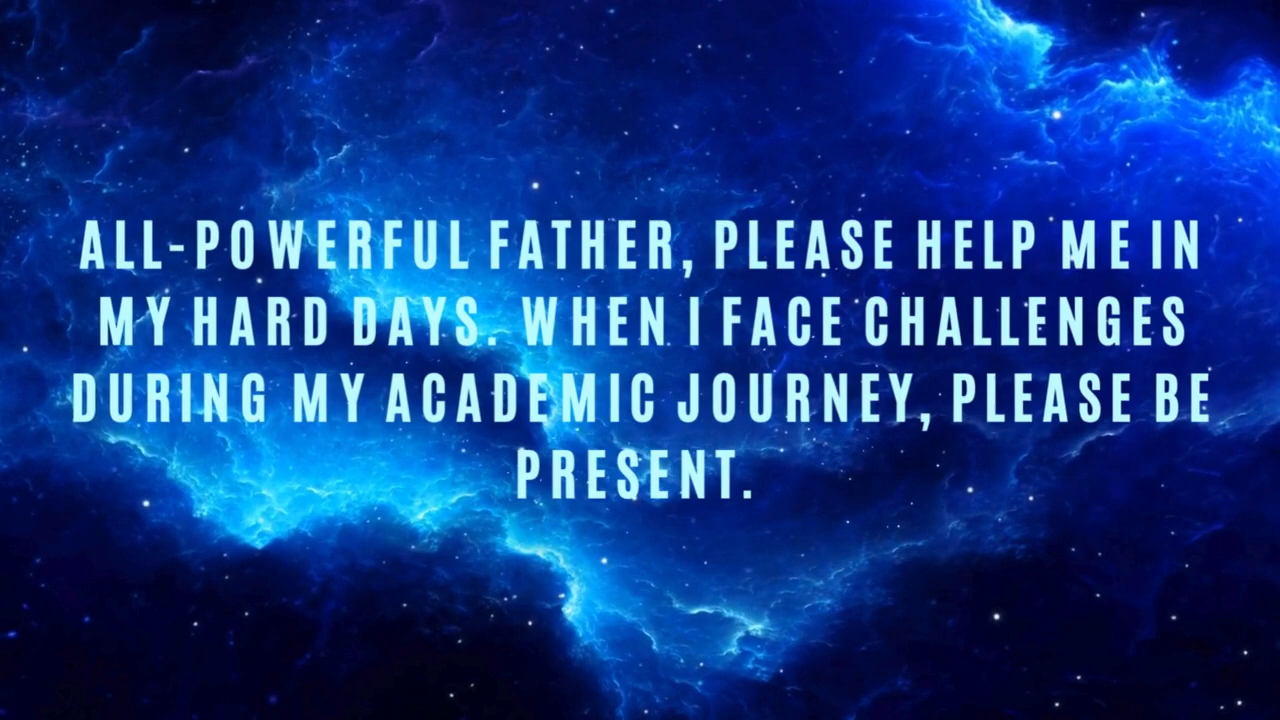 ALL-POWERFUL FATHER, PLEASE HELP ME IN
MY HARD DAYS. WHEN I FACE CHALLENGES
DURING MY ACADEMIC JOURNEY, PLEASE BE
PRESENT.